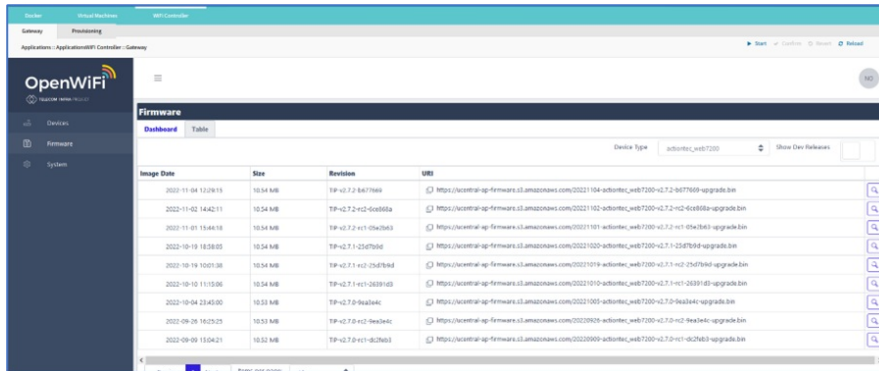 Docker Virtual Machines WiFi Controller
Gateway Provisioning
Applications :: ApplicationsWiFi Controller :: Gateway
Start Confirm Revert Reload
OpenWiFi
TELECOM INFRA PROJECT
NO
Devices
Firmware
System
Firmware
Dashboard Table
Device Type actiontec_web7200 Show Dev Releases
Image Date Size Revision URI
2022-11-04 12:29:15 10.54 MB TIP-v2.7.2-b677669 https://ucentral-ap-firmware.s3.amazonaws.com/20221104-actiontec_web7200-v2.7.2-b677669-upgrade.bin
2022-11-02 14:42:11 10.54 MB TIP-v2.7.2-rc2-6ce868a https://ucentral-ap-firmware.s3.amazonaws.com/20221102-actiontec_web7200-v2.7.2-rc2-6ce868a-upgrade.bin
2022-11-01 15:44:18 10.54 MB TIP-v2.7.2-rc1-05e2b63 https://ucentral-ap-firmware.s3.amazonaws.com/20221101-actiontec_web7200-v2.7.2-rc1-05e2b63-upgrade.bin
10.54 MB TIP-v2.7.1-25d7b9d https://ucentral-ap-firmware.s3.amazonaws.com/20221020-actiontec_web7200-v2.7.1-25d7b9d-upgrade.bin
2022-10-19 10:01:38 10.54 MB TIP-v2.7.1-rc2-25d7b9d https://ucentral-ap-firmware.s3.amazonaws.com/20221019-actiontec_web7200-v2.7.1-rc2-25d7b9d-upgrade.bin
2022-10-10 11:15:06 10.54 MB TIP-v2.7.1-rc1-26391d3 https://ucentral-ap-firmware.s3.amazonaws.com/20221010-actiontec_web7200-v2.7.1-rc1-26391d3-upgrade.bin
2022-10-04 23:45:00 10.53 MB TIP-v2.7.0-9ea3e4c https://ucentral-ap-firmware.s3.amazonaws.com/20221005-actiontec_web7200-v2.7.0-9ea3e4c-upgrade.bin
2022-09-26 16:25:25 10.53 MB TIP-v2.7.0-rc2-9ea3e4c https://ucentral-ap-firmware.s3.amazonaws.com/20220926-actiontec_web7200-v2.7.0-rc2-9ea3e4c-upgrade.bin
2022-09-09 15:04:21 10.52 MB TIP-v2.7.0-rc1-dc2feb3 https://ucentral-ap-firmware.s3.amazonaws.com/20220909-actiontec_web7200-v2.7.0-rc1-dc2feb3-upgrade.bin